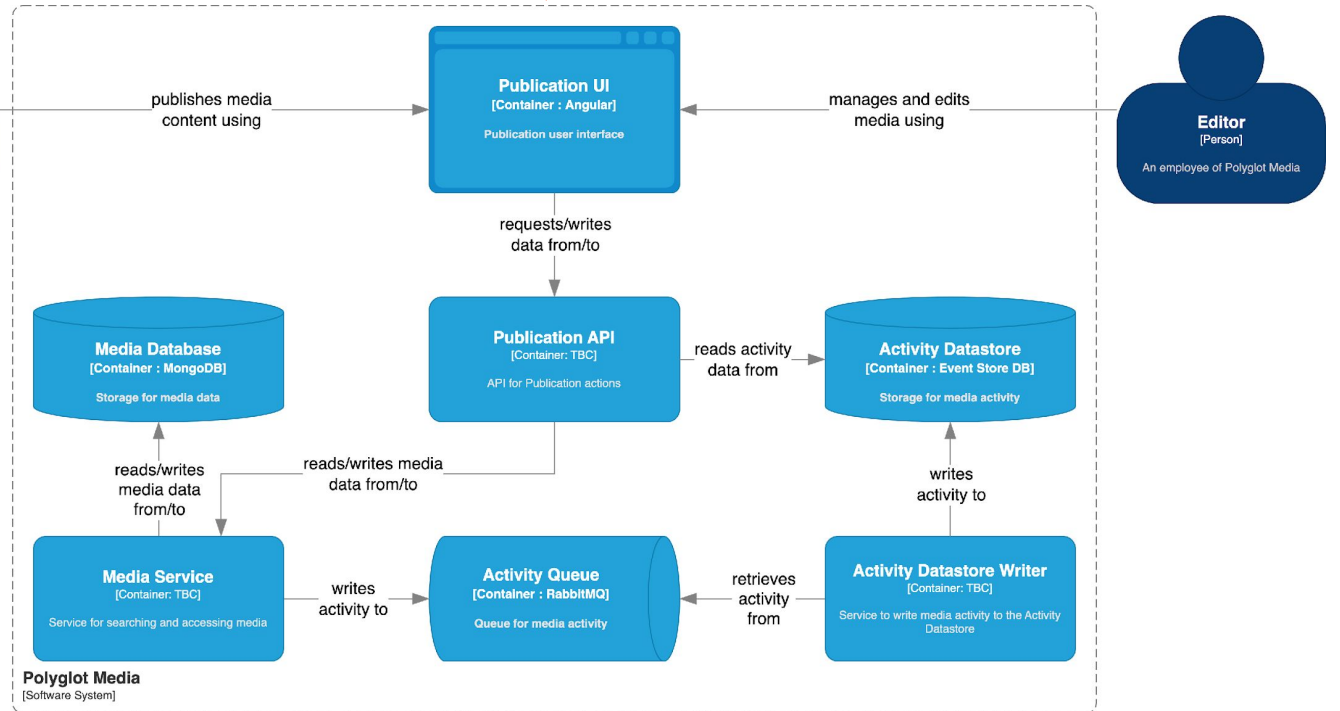 publishes media
content using
Publication UI
[Container : Angular]
Publication user interface
manages and edits
media using
Editor
[Person]
An employee of Polyglot Media
requests/writes
data from/to
Media Database
[Container : MongoDB]
Storage for media data
Publication API
[Container: TBC]
API for Publication actions
reads activity
data from
Activity Datastore
[Container : Event Store DB]
Storage for media activity
reads/writes
media data
from/to
reads/writes media
data from/to
writes
activity to
Media Service
[Container: TBC]
Service for searching and accessing media
writes
activity to
Activity Queue
[Container : RabbitMQ]
Queue for media activity
retrieves
activity
from
Activity Datastore Writer
[Container: TBC]
Service to write media activity to the Activity
Datastore
Polyglot Media
[Software System]